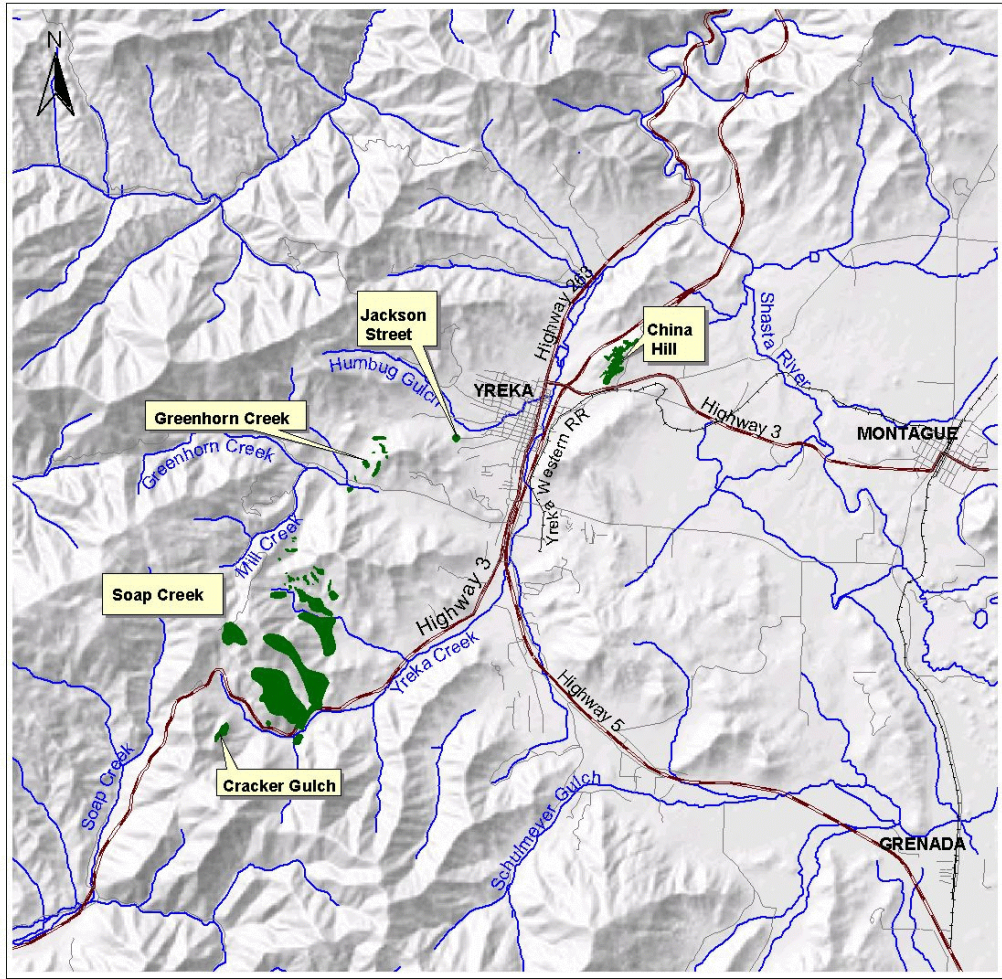 N
Highway 263
Jackson
Street
China
Hill
Shasta River
Humbug Gulch
YREKA
Highway 3
Greenhorn Creek
Greenhorn Creek
MONTAGUE
Yreka Western RR
Mill Creek
Highway 3
Soap Creek
Yreka Creek
Highway 5
Soap Creek
Cracker Gulch
Schulmeyer Gulch
GRENADA